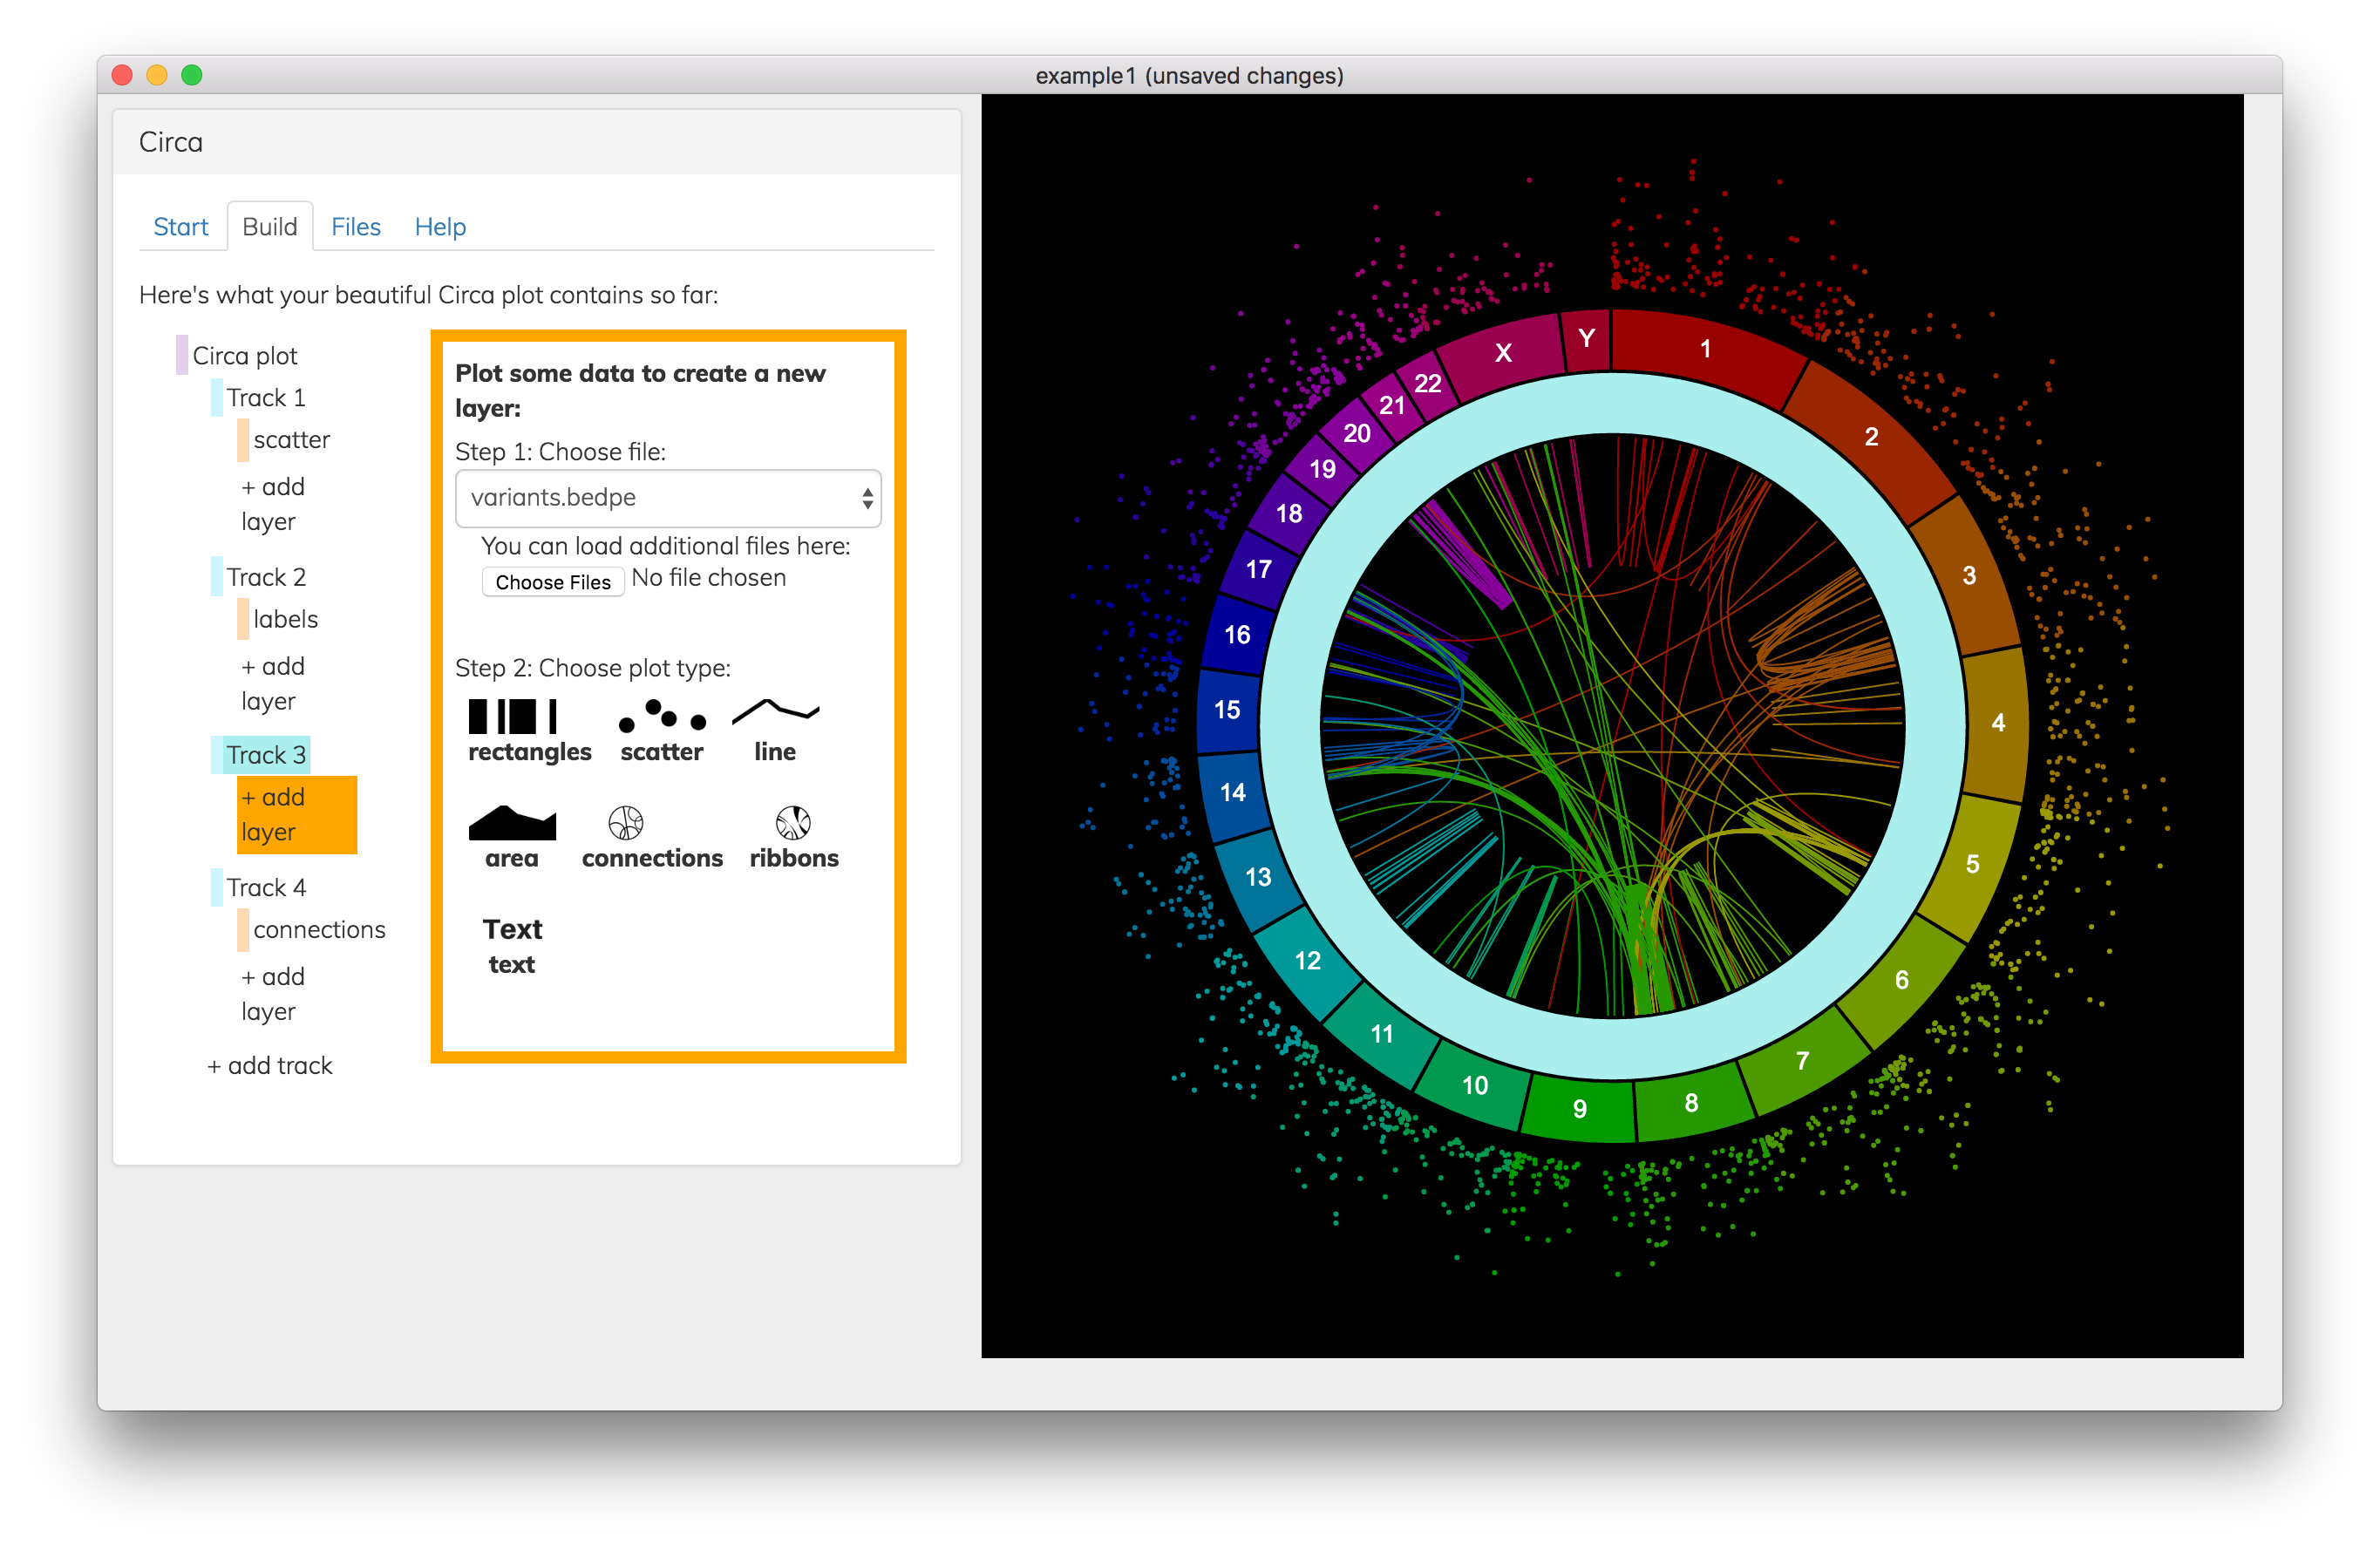 example1 (unsaved changes)
Circa
Start Build Files Help
Here's what your beautiful Circa plot contains so far:
Circa plot
Track 1
scatter
+ add
layer
Track 2
labels
+ add
layer
Track 3
+ add
layer
Track 4
connections
+ add
layer
+ add track
Plot some data to create a new
layer:
Step 1: Choose file:
variants.bedpe
You can load additional files here:
Choose Files No file chosen
Step 2: Choose plot type:
rectangles scatter line
area connections ribbons
Text
text
1
2
3
4
5
6
7
8
9
10
11
12
13
14
15
16
17
18
19
20
21
22
X
Y